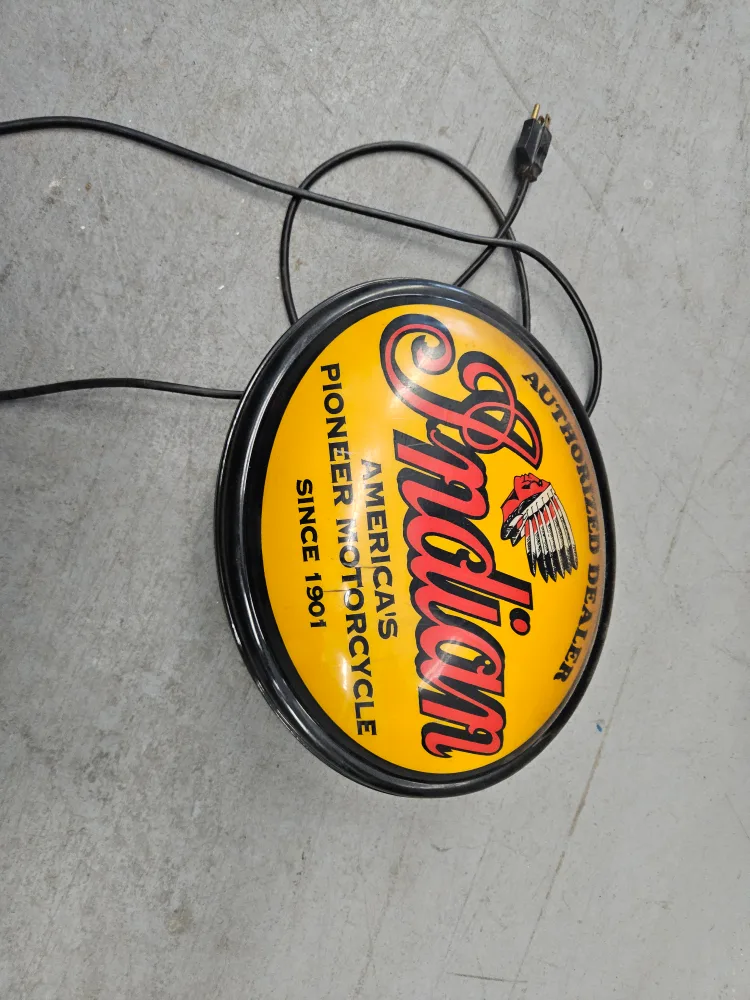 AUTHORIZED DEALER
Indian
AMERICA'S
PIONEER MOTORCYCLE
SINCE 1901